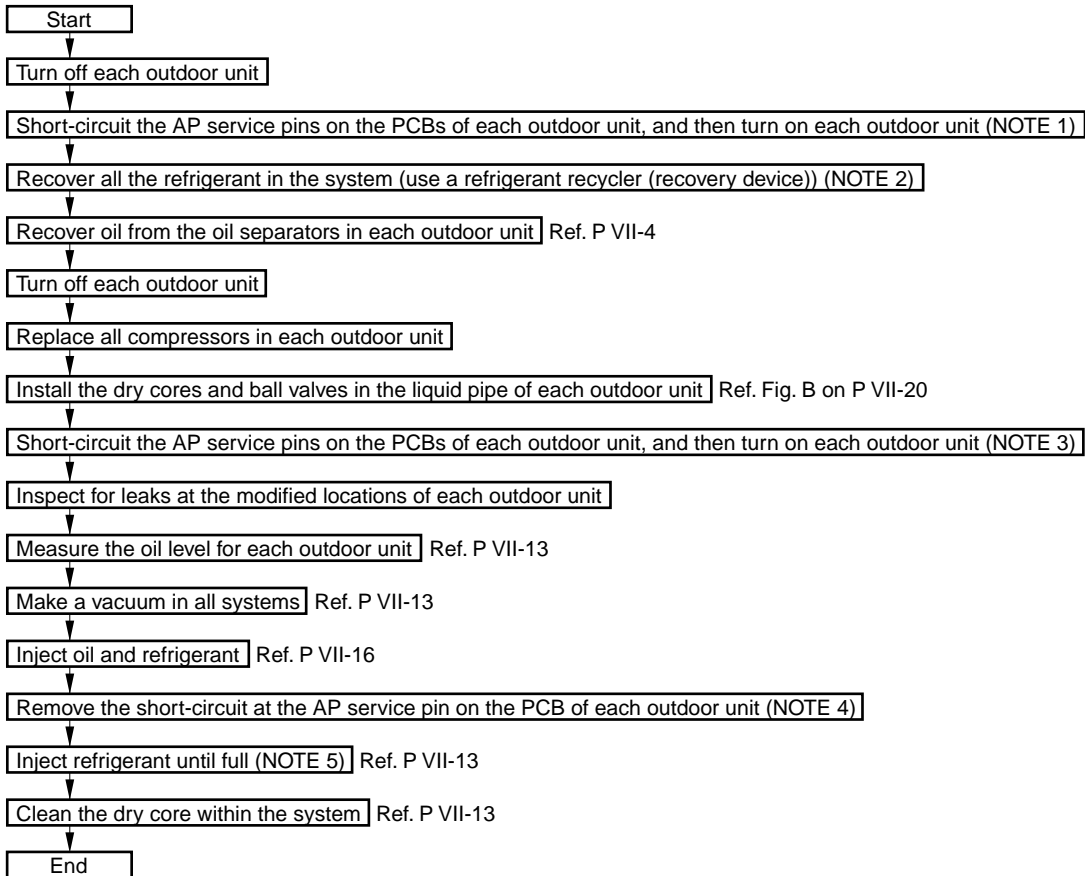 Start
Turn off each outdoor unit
Short-circuit the AP service pins on the PCBs of each outdoor unit, and then turn on each outdoor unit (NOTE 1)
Recover all the refrigerant in the system (use a refrigerant recycler (recovery device)) (NOTE 2)
Recover oil from the oil separators in each outdoor unit Ref. P VII-4
Turn off each outdoor unit
Replace all compressors in each outdoor unit
Install the dry cores and ball valves in the liquid pipe of each outdoor unit Ref. Fig. B on P VII-20
Short-circuit the AP service pins on the PCBs of each outdoor unit, and then turn on each outdoor unit (NOTE 3)
Inspect for leaks at the modified locations of each outdoor unit
Measure the oil level for each outdoor unit Ref. P VII-13
Make a vacuum in all systems Ref. P VII-13
Inject oil and refrigerant Ref. P VII-16
Remove the short-circuit at the AP service pin on the PCB of each outdoor unit (NOTE 4)
Inject refrigerant until full (NOTE 5) Ref. P VII-13
Clean the dry core within the system Ref. P VII-13
End